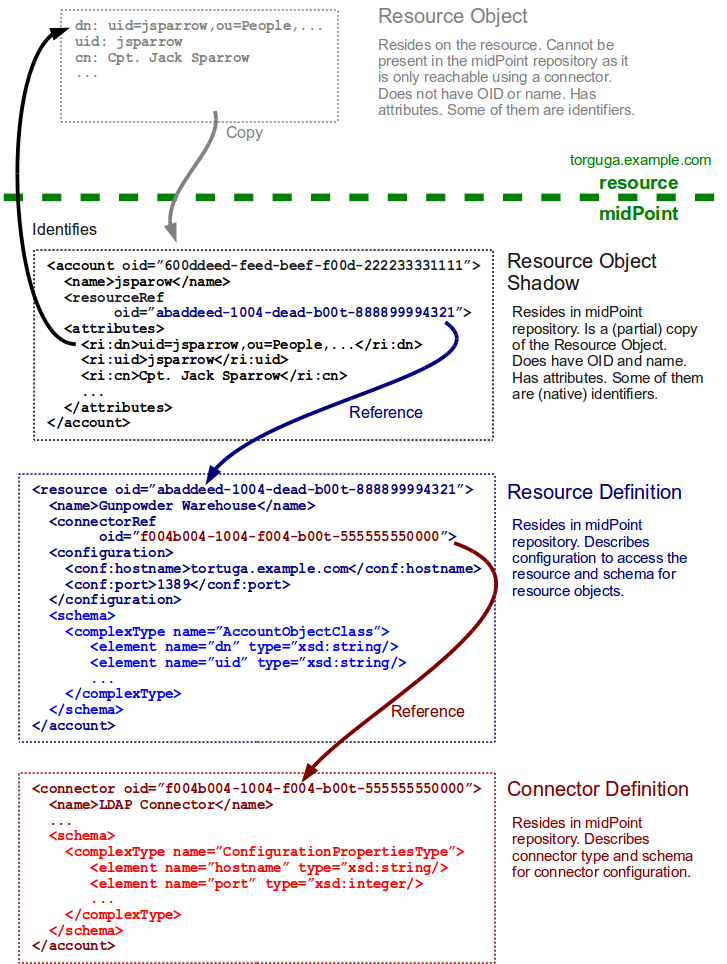 dn: uid=jsparrow,ou=People,...
uid: jsparrow
cn: Cpt. Jack Sparrow
...
Resource Object
Resides on the resource. Cannot be
present in the midPoint repository as it
is only reachable using a connector.
Does not have OID or name. Has
attributes. Some of them are identifiers.
Copy
torguga.example.com
resource
midPoint
Identifies
<account oid="600ddeed-feed-beef-f00d-222233331111">
<name>jsparow</name>
<resourceRef
oid="abaddeed-1004-dead-b00t-888899994321">
<attributes>
<ri:dn>uid=jsparrow,ou=People,...</ri:dn>
<ri:uid>jsparrow</ri:uid>
<ri:cn>Cpt. Jack Sparrow</ri:cn>
...
</attributes>
</account>
Resource Object
Shadow
Resides in midPoint
repository. Is a (partial) copy
of the Resource Object.
Does have OID and name.
Has attributes. Some of them
are (native) identifiers.
Reference
<resource oid="abaddeed-1004-dead-b00t-888899994321">
<name>Gunpowder Warehouse</name>
<connectorRef
oid="f004b004-1004-f004-b00t-555555550000">
<configuration>
<conf:hostname>tortuga.example.com</conf:hostname>
<conf:port>1389</conf:port>
</configuration>
<schema>
<complexType name="AccountObjectClass">
<element name="dn" type="xsd:string/>
<element name="uid" type="xsd:string/>
...
</complexType>
</schema>
</account>
Resource Definition
Resides in midPoint
repository. Describes
configuration to access the
resource and schema for
resource objects.
Reference
<connector oid="f004b004-1004-f004-b00t-555555550000">
<name>LDAP Connector</name>
...
<schema>
<complexType name="ConfigurationPropertiesType">
<element name="hostname" type="xsd:string/>
<element name="port" type="xsd:integer/>
...
</complexType>
</schema>
</account>
Connector Definition
Resides in midPoint
repository. Describes
connector type and schema
for connector configuration.